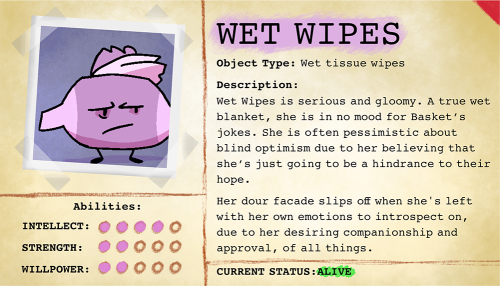 WET WIPES
Object Type: Wet tissue wipes
Description:
Wet Wipes is serious and gloomy. A true wet
blanket, she is in no mood for Basket's
jokes. She is often pessimistic about
blind optimism due to her believing that
she's just going to be a hindrance to their
hope.
Her dour facade slips off when she's left
with her own emotions to introspect on,
due to her desiring companionship and
approval, of all things.
CURRENT STATUS:ALIVE
Abilities:
INTELLECT:
STRENGTH:
WILLPOWER: